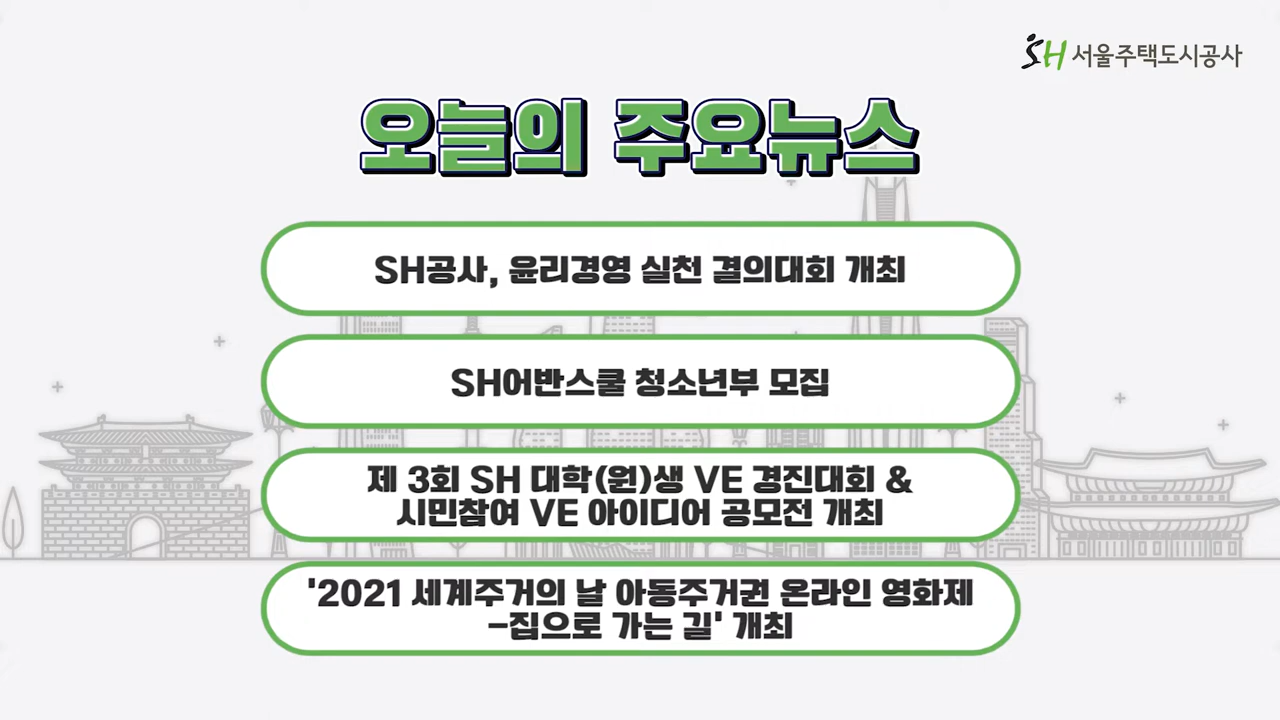 SH 서울주택도시공사
오늘의 주요뉴스
SH공사, 윤리경영 실천 결의대회 개최
SH어반스쿨 청소년부 모집
제 3회 SH 대학(원)생 VE 경진대회 &
시민참여 VE 아이디어 공모전 개최
'2021 세계주거의 날 아동주거권 온라인 영화제
-집으로 가는 길' 개최